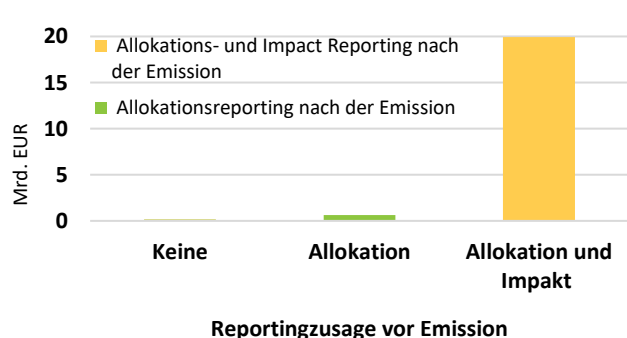 20
15
10
5
0
Mrd. EUR
Allokations- und Impact Reporting nach
der Emission
Allokationsreporting nach der Emission
Keine
Allokation
Allokation und
Impakt
Reportingzusage vor Emission